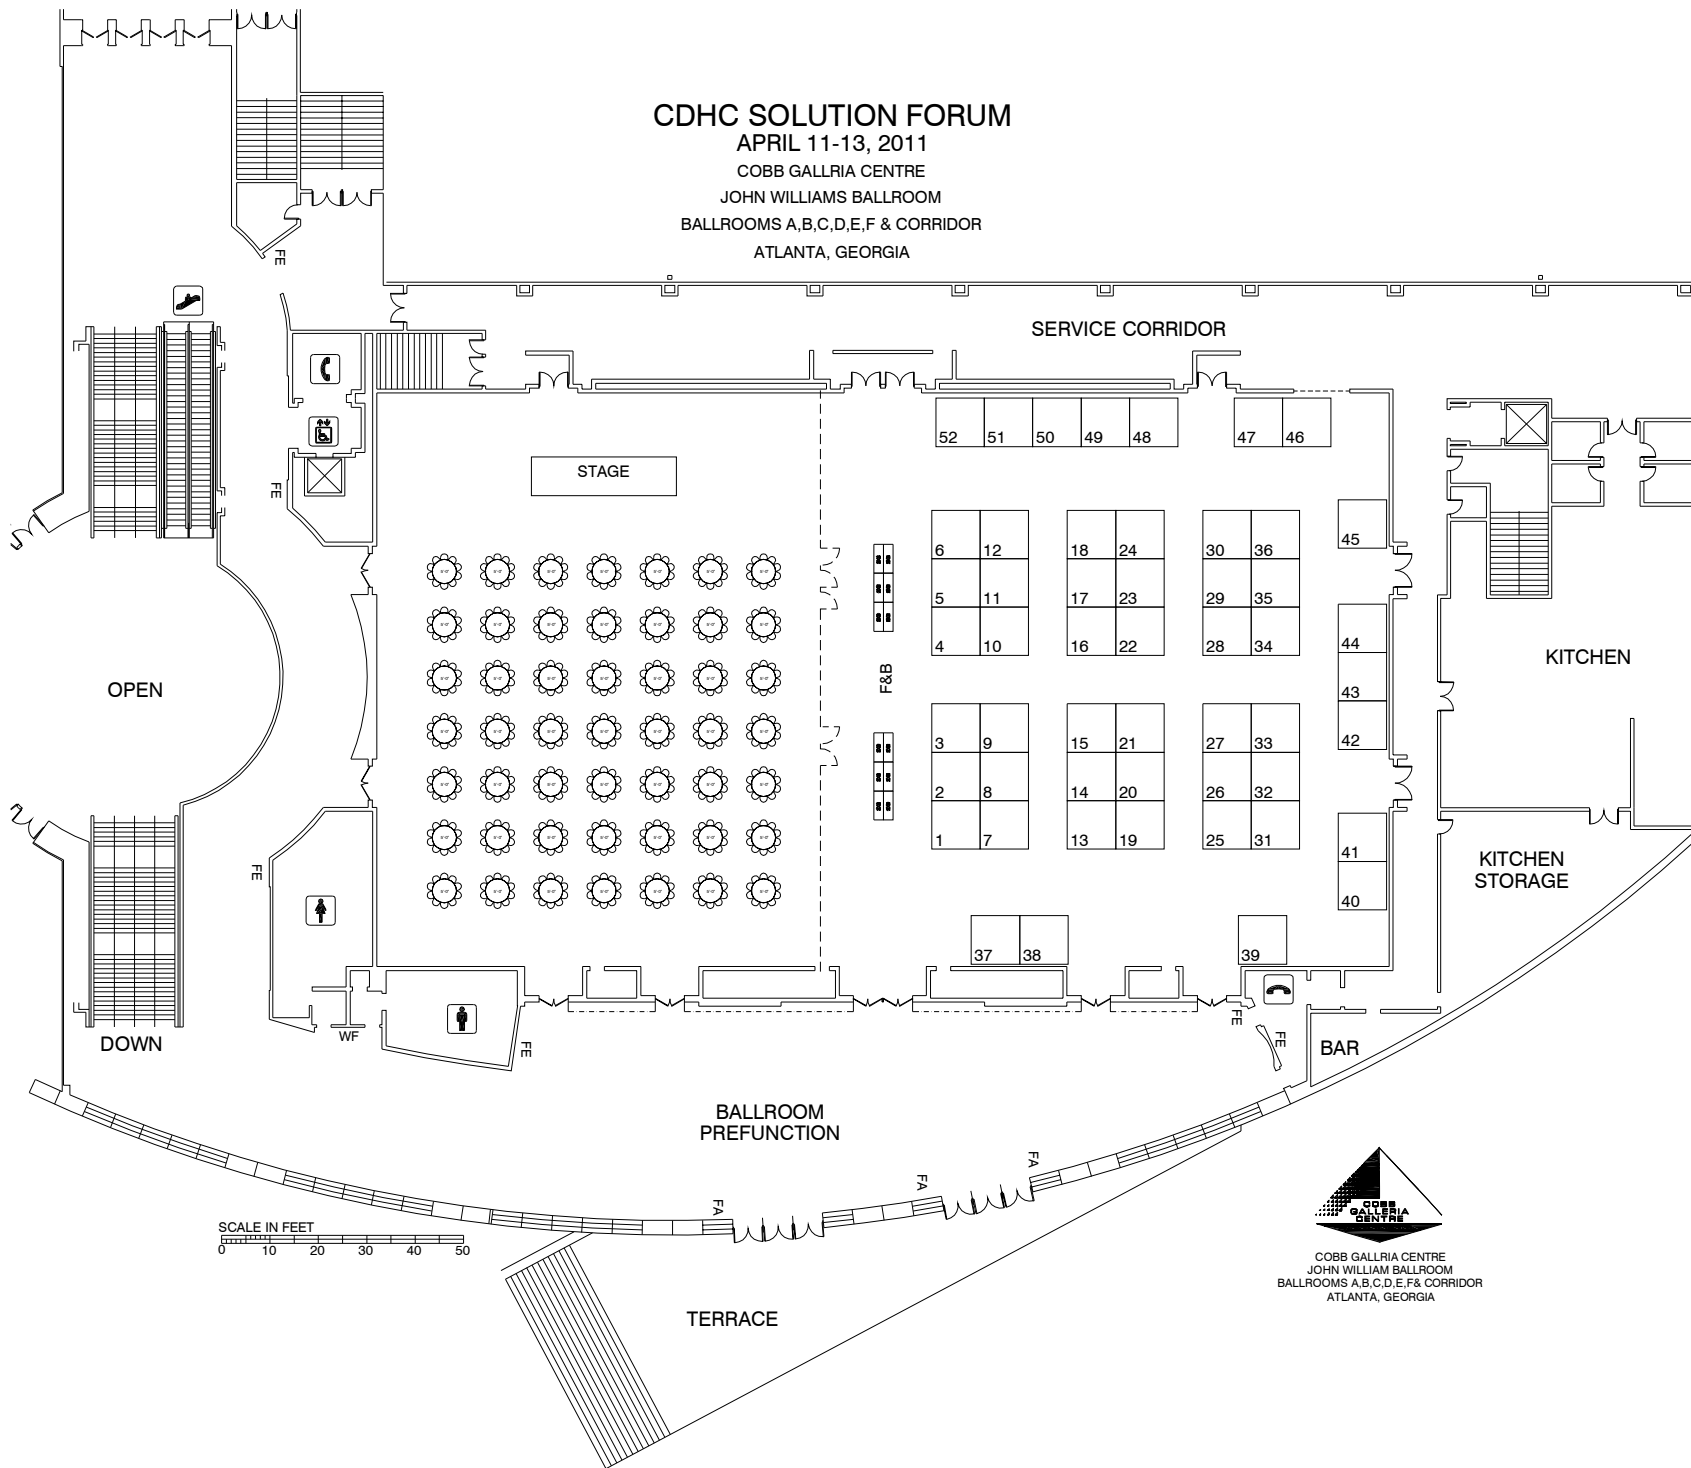 CDHC SOLUTION FORUM
APRIL 11-13, 2011
COBB GALLRIA CENTRE
JOHN WILLIAMS BALLROOM
BALLROOMS A,B,C,D,E,F & CORRIDOR
ATLANTA, GEORGIA
FE
SERVICE CORRIDOR
52 51 50 49 48 47 46
STAGE
FE
45
6 12 18 24 30 36
5 11 17 23 29 35
4 10 16 22 28 34
44
F&B
KITCHEN
OPEN
43
42
3 9 15 21 27 33
2 8 14 20 26 32
1 7 13 19 25 31
41
40
KITCHEN
STORAGE
FE
37 38 39
WF
DOWN
FE
FE
FE
BAR
BALLROOM
PREFUNCTION
FA
FA
FA
SCALE IN FEET
0 10 20 30 40 50
TERRACE
COBB
GALLERIA
CENTRE
COBB GALLRIA CENTRE
JOHN WILLIAM BALLROOM
BALLROOMS A,B,C,D,E,F& CORRIDOR
ATLANTA, GEORGIA